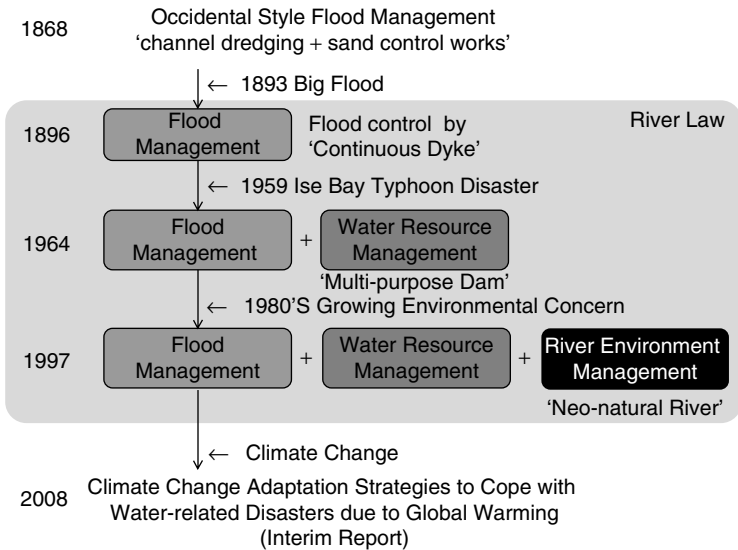 1868
Occidental Style Flood Management
‘channel dredging + sand control works’
← 1893 Big Flood
River Law
1896
Flood
Management
Flood control by
‘Continuous Dyke’
← 1959 Ise Bay Typhoon Disaster
1964
Flood
Management
+
Water Resource
Management
‘Multi-purpose Dam’
← 1980’S Growing Environmental Concern
1997
Flood
Management
+
Water Resource
Management
+
River Environment
Management
‘Neo-natural River’
← Climate Change
2008
Climate Change Adaptation Strategies to Cope with
Water-related Disasters due to Global Warming
(Interim Report)